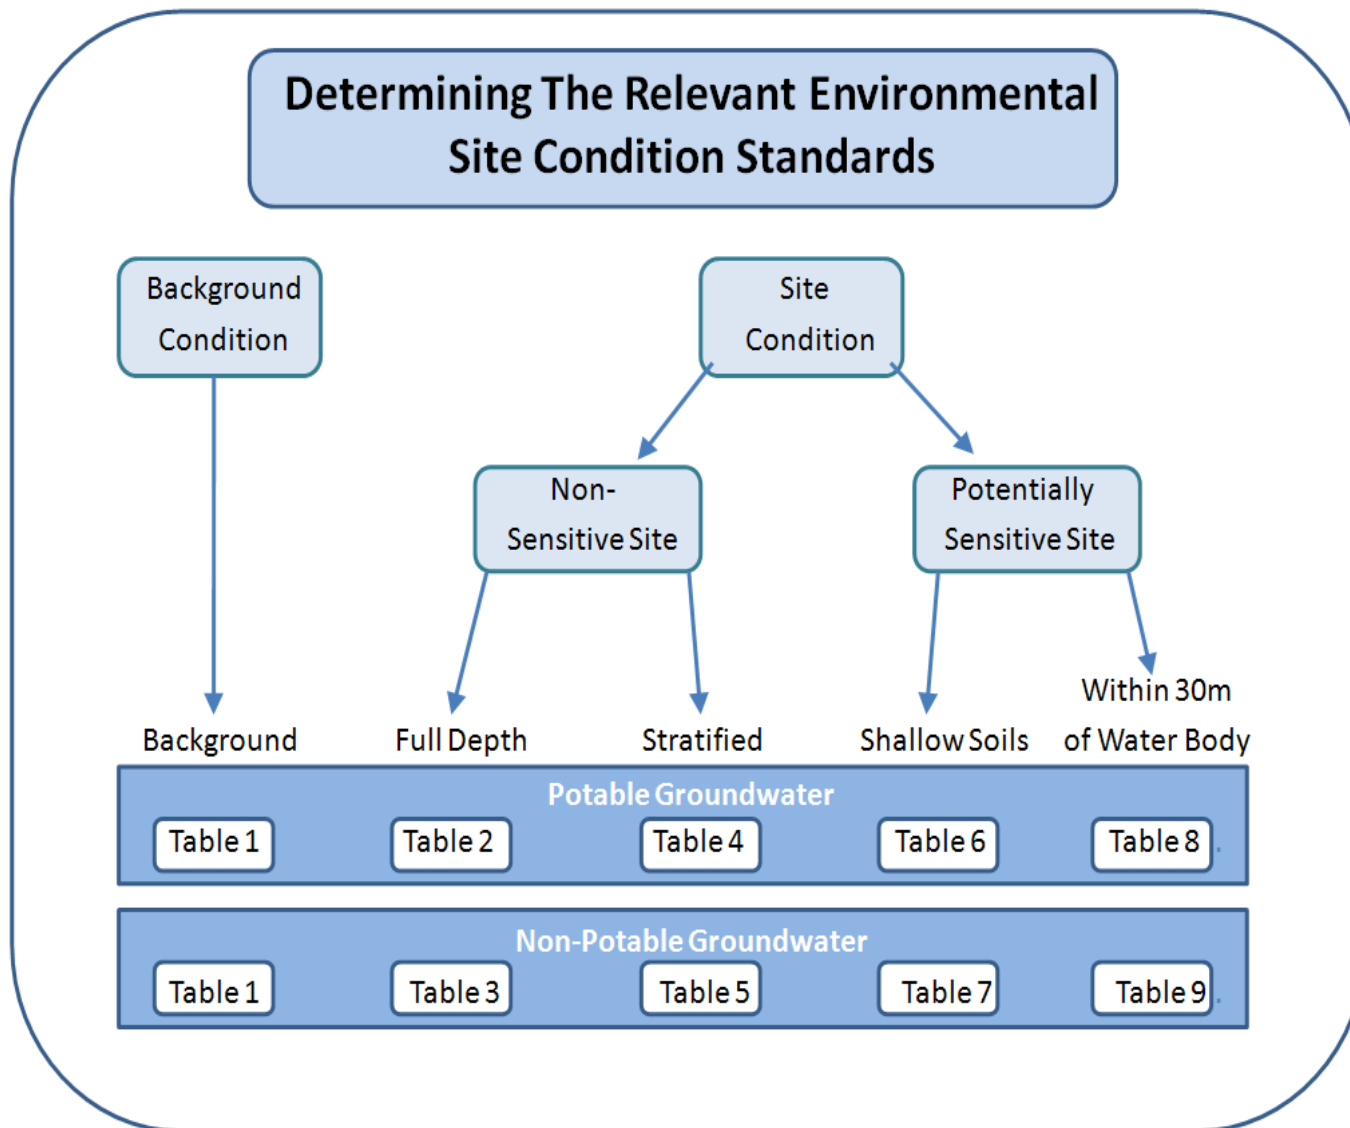 Determining The Relevant Environmental
Site Condition Standards
Background
Condition
Site
Condition
Non-
Sensitive Site
Potentially
Sensitive Site
Background
Full Depth
Stratified
Shallow Soils
Within 30m
of Water Body
Potable Groundwater
Table 1
Table 2
Table 4
Table 6
Table 8 .
Non-Potable Groundwater
Table 1
Table 3
Table 5
Table 7
Table 9 .